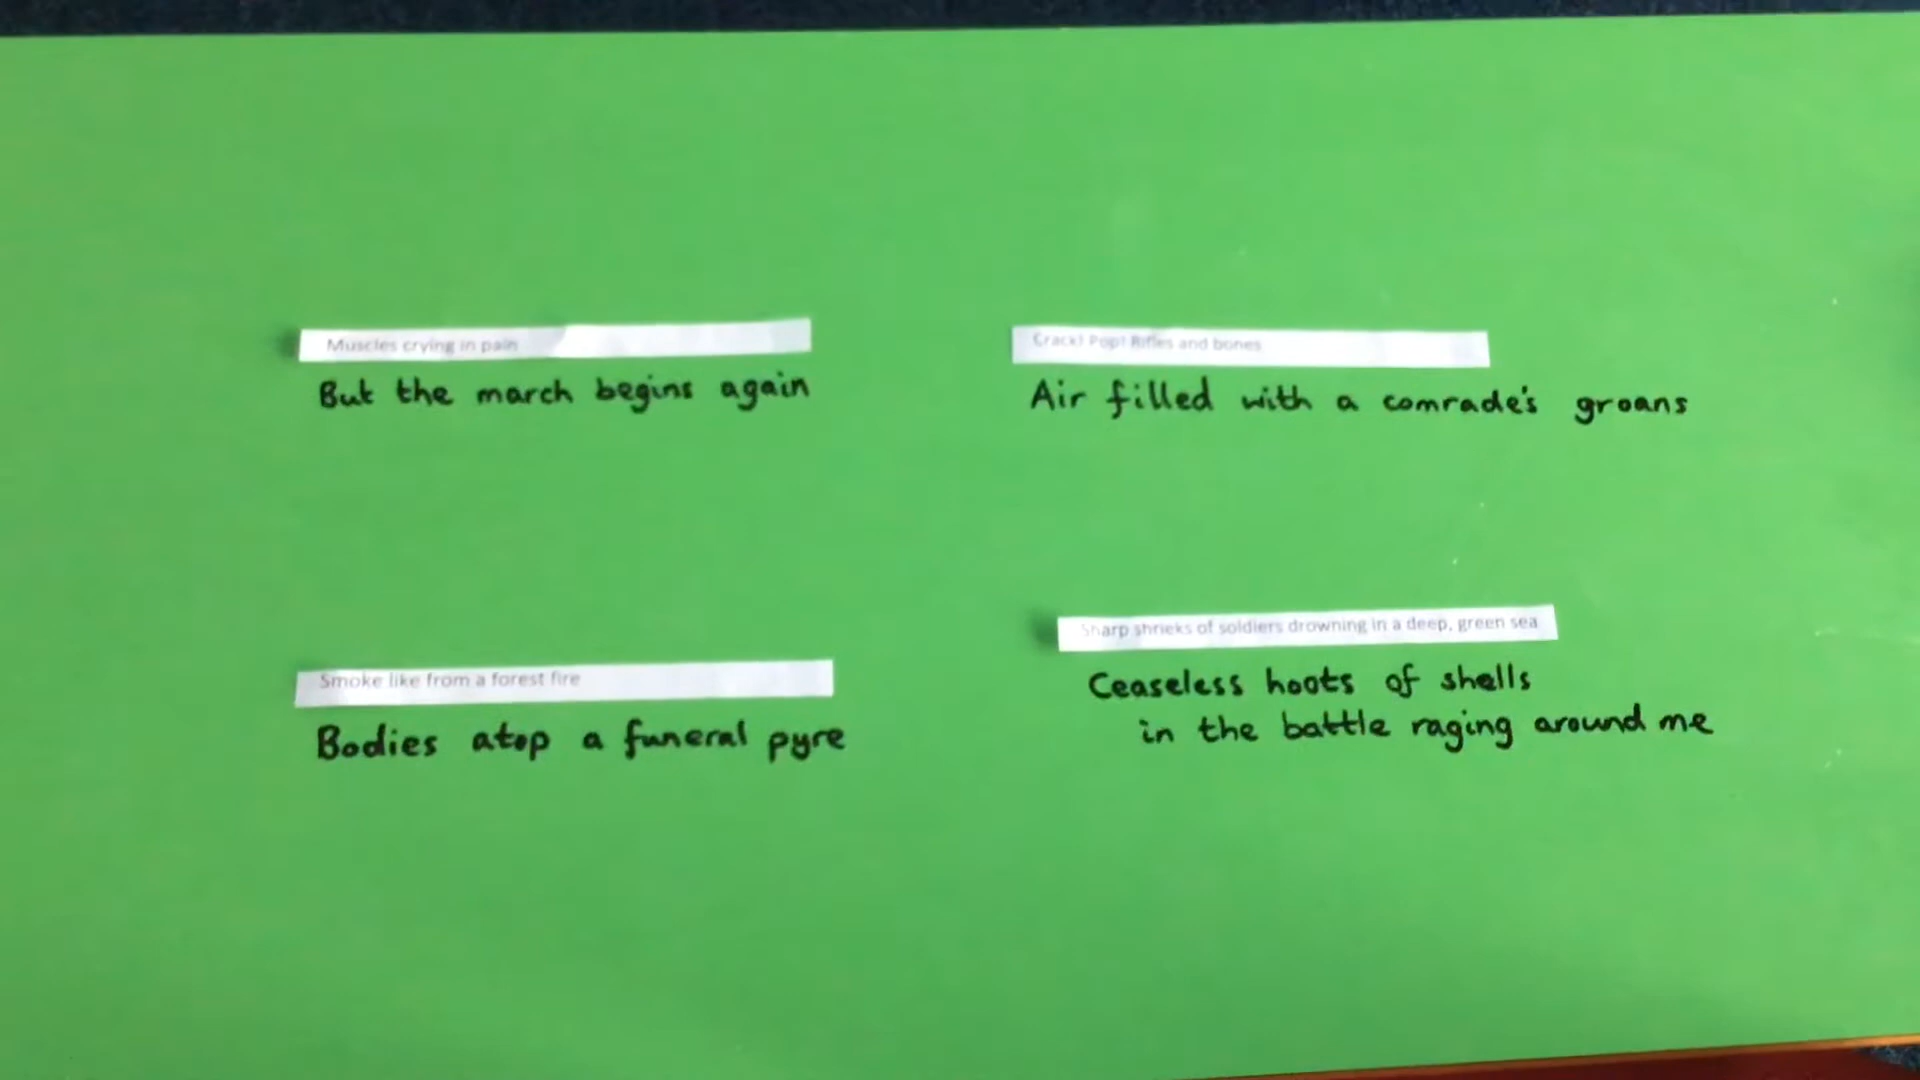 Muscles crying in pain
But the march begins again
Crack! Pop! Rifles and bones
Air filled with a comrade's groans
Smoke like from a forest fire
Bodies atop a funeral pyre
Sharp shrieks of soldiers drowning in a deep, green sea
Ceaseless hoots of shells
in the battle raging around me